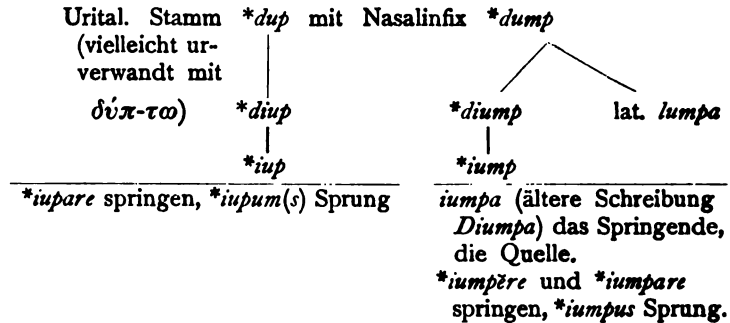 Urital. Stamm *dup mit Nasalinfix *dump
(vielleicht ur-
verwandt mit
δύπ-τω) *diup *diump lat. lumpa
*iup *iump
*iupare springen, *iupum(s) Sprung
iumpa (ältere Schreibung
Diumpa) das Springende,
die Quelle.
*iumpĕre und *iumpare
springen, *iumpus Sprung.